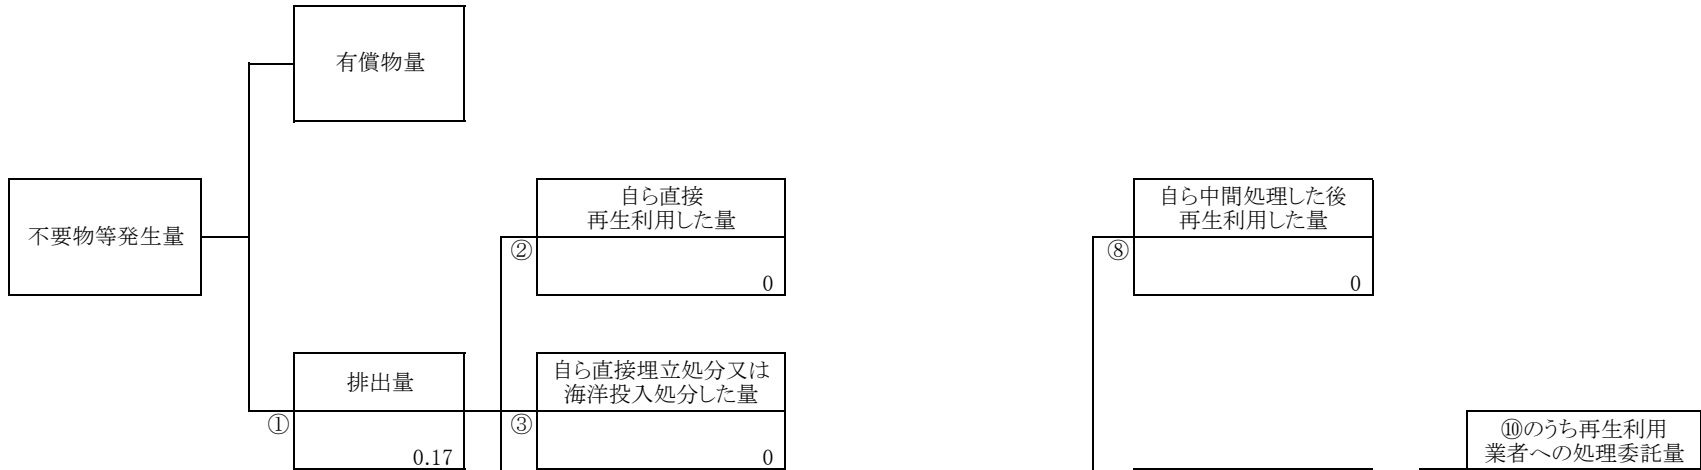 有償物量
不要物等発生量
自ら直接
再生利用した量
②
0
自ら中間処理した後
再生利用した量
⑧
0
排出量
①
0.17
自ら直接埋立処分又は
海洋投入処分した量
③
0
⑩のうち再生利用
業者への処理委託量